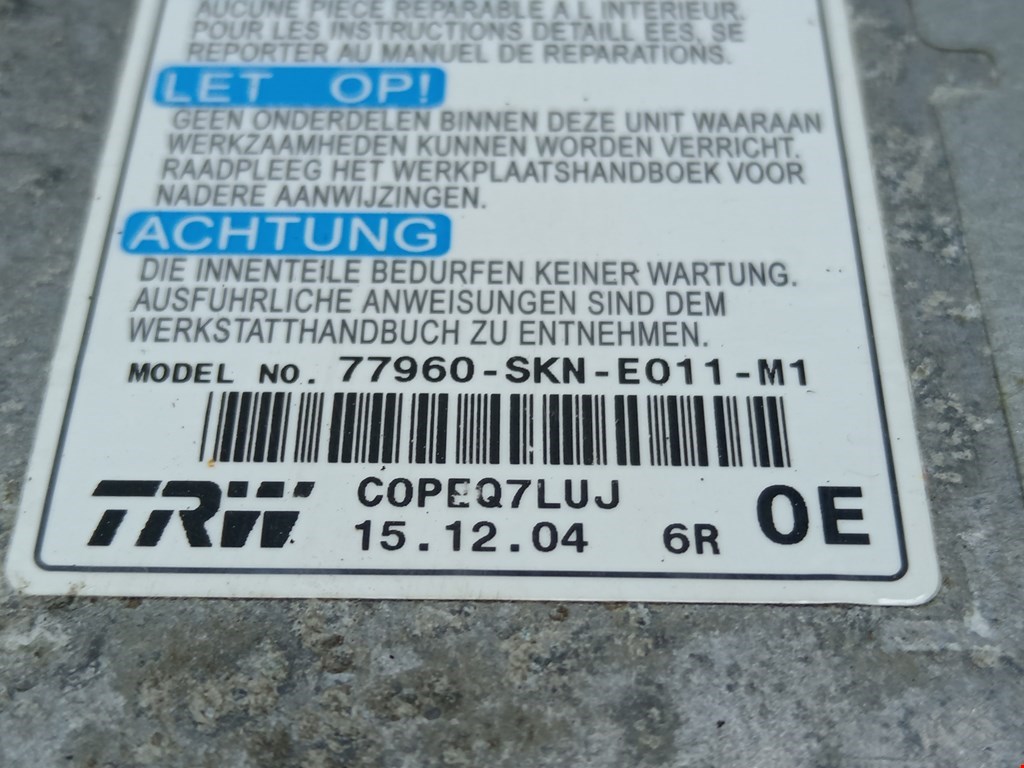 AUCUNE PIECE REPARABLE A L INTERIEUR.
POUR LES INSTRUCTIONS DETAILL EES, SE
REPORTER AU MANUEL DE REPARATIONS.
LET OP!
GEEN ONDERDELEN BINNEN DEZE UNIT WAARAAN
WERKZAAMHEDEN KUNNEN WORDEN VERRICHT.
RAADPLEEG HET WERKPLAATSHANDBOEK VOOR
NADERE AANWIJZINGEN.
ACHTUNG
DIE INNENTEILE BEDURFEN KEINER WARTUNG.
AUSFÜHRLICHE ANWEISUNGEN SIND DEM
WERKSTATTHANDBUCH ZU ENTNEHMEN.
MODEL NO. 77960-SKN-E011-M1
TRW C0PEQ7LUJ
15.12.04 6R 0E